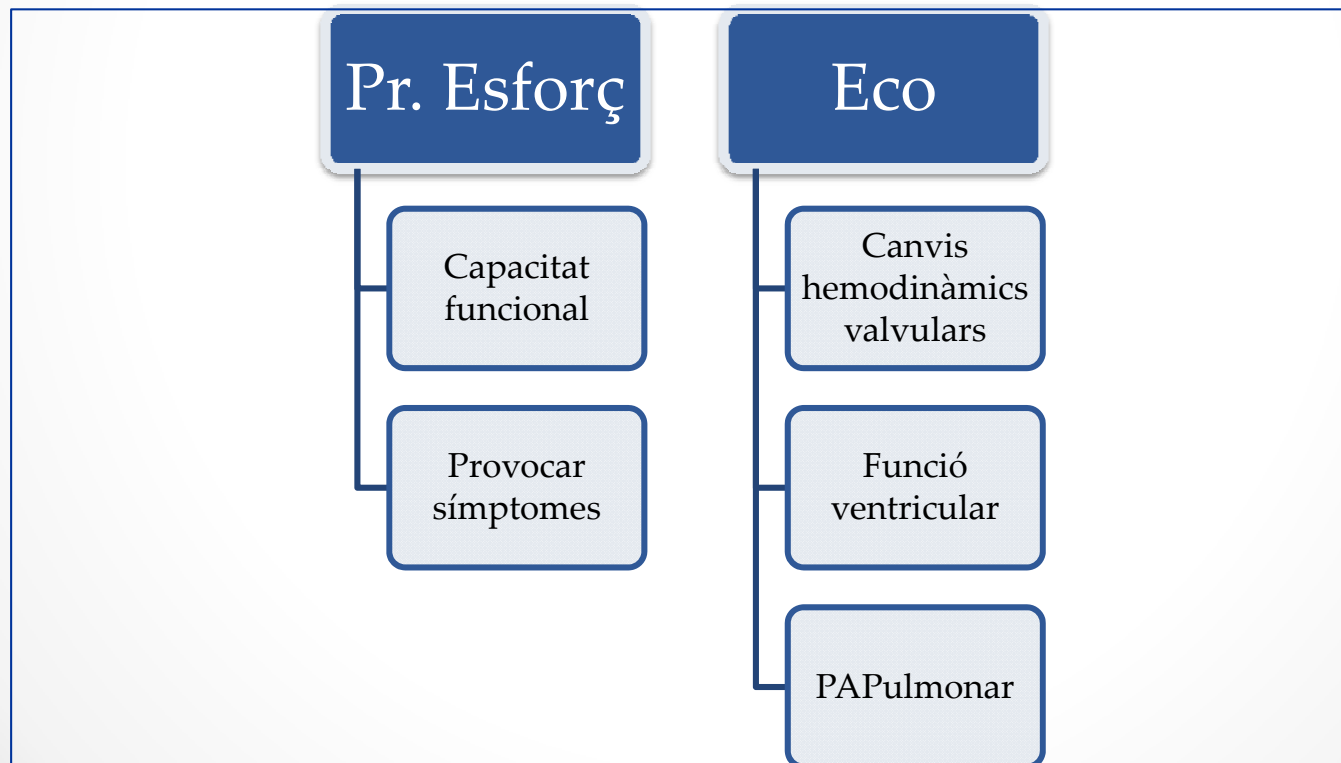 Pr. Esforç
Capacitat
funcional
Provocar
símptomes
Eco
Canvis
hemodinàmics
valvulars
Funció
ventricular
PAPulmonar